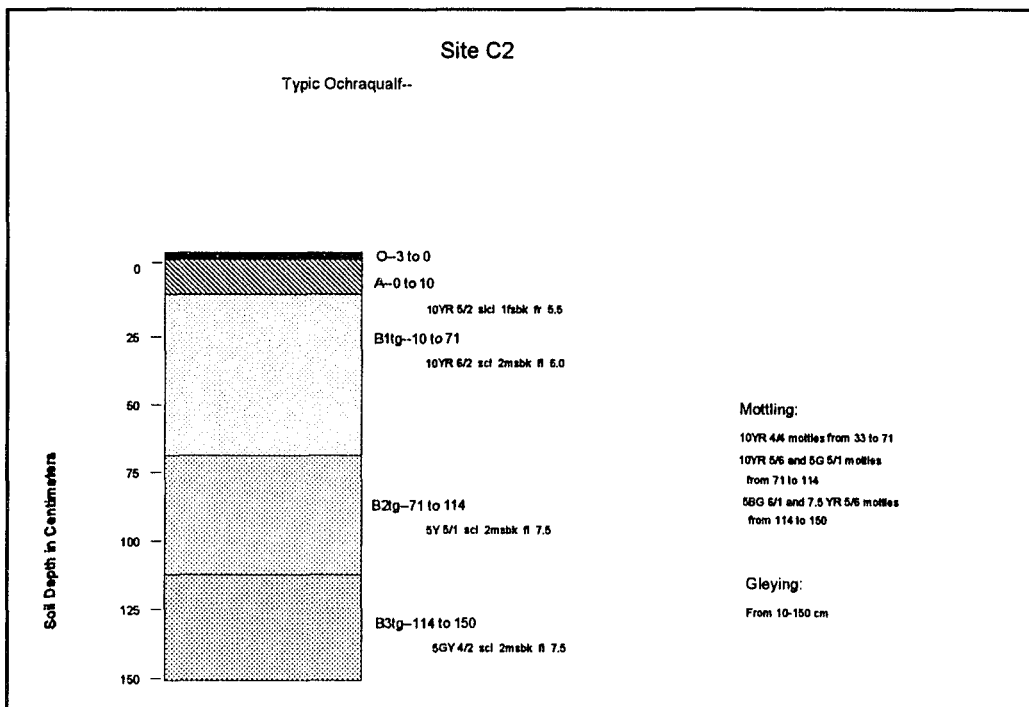 Site C2
Typic Ochraqualf--
O--3 to 0
0
A--0 to 10
10YR 5/2 sicl 1fsbk fr 5.5
25
B1tg--10 to 71
10YR 6/2 scl 2msbk fi 6.0
50
Mottling:
10YR 4/4 mottles from 33 to 71
10YR 5/6 and 5G 5/1 mottles
from 71 to 114
5BG 6/1 and 7.5 YR 5/6 mottles
from 114 to 150
75
B2tg--71 to 114
5Y 5/1 scl 2msbk fi 7.5
100
Soil Depth in Centimeters
Gleying:
From 10-150 cm
125
B3tg--114 to 150
5GY 4/2 scl 2msbk fi 7.5
150